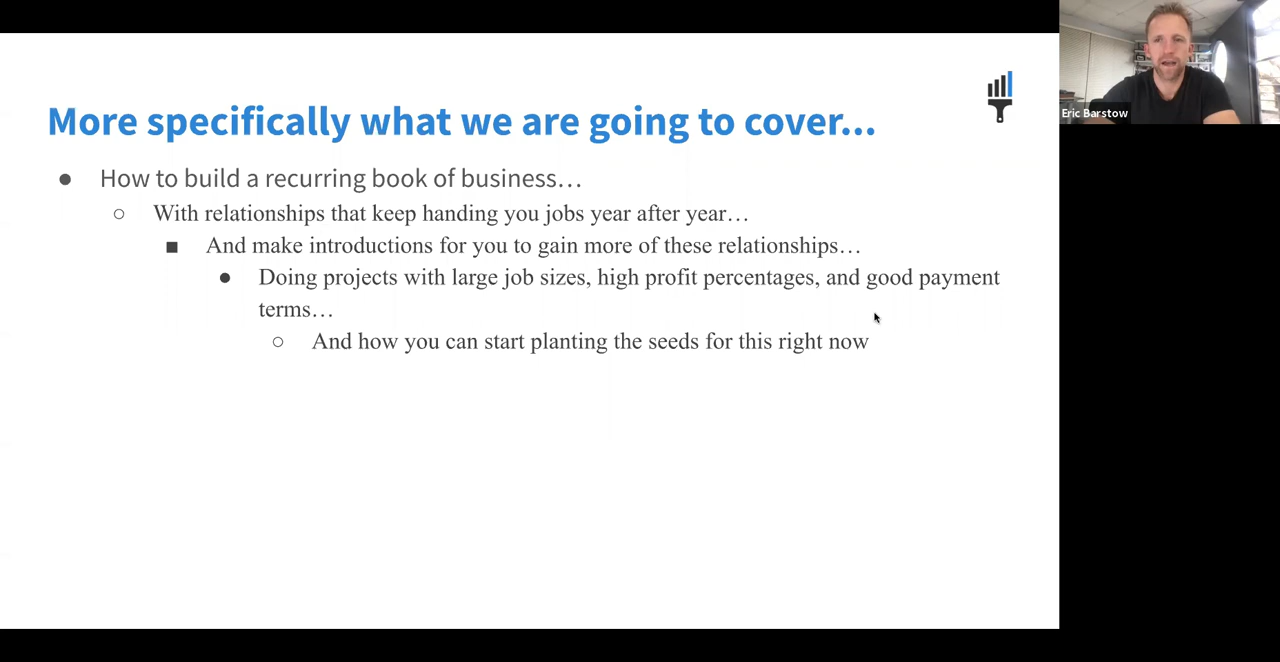 More specifically what we are going to cover...
How to build a recurring book of business…
With relationships that keep handing you jobs year after year…
And make introductions for you to gain more of these relationships…
Doing projects with large job sizes, high profit percentages, and good payment
terms…
And how you can start planting the seeds for this right now
Eric Barstow